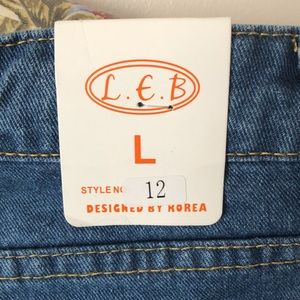 L.E.B
L
STYLE NO 12
DESIGNED BY KOREA